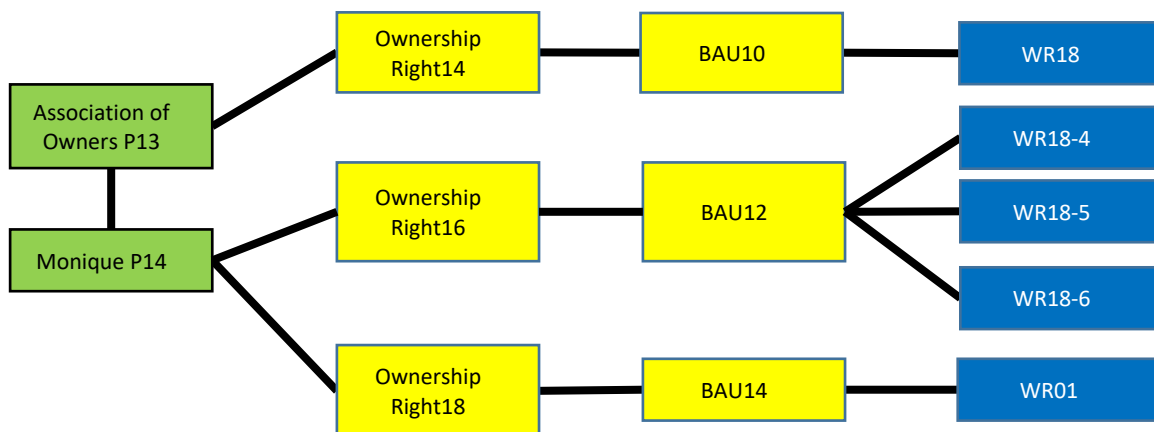 Association of
Owners P13
Monique P14
Ownership
Right14
BAU10
WR18
Ownership
Right16
BAU12
WR18-4
WR18-5
WR18-6
Ownership
Right18
BAU14
WR01